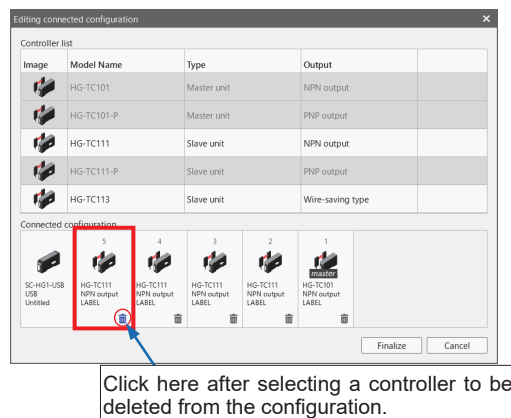 Editing connected configuration
Controller list
Image Model Name Type Output
HG-TC101 Master unit NPN output
HG-TC101-P Master unit PNP output
HG-TC111 Slave unit NPN output
HG-TC111-P Slave unit PNP output
HG-TC113 Slave unit Wire-saving type
Connected configuration
5 4 3 2 1
master
SC-HG1-USB HG-TC111 HG-TC111 HG-TC111 HG-TC111 HG-TC101
USB NPN output NPN output NPN output NPN output NPN output
Untitled LABEL LABEL LABEL LABEL LABEL
Finalize Cancel
Click here after selecting a controller to be
deleted from the configuration.